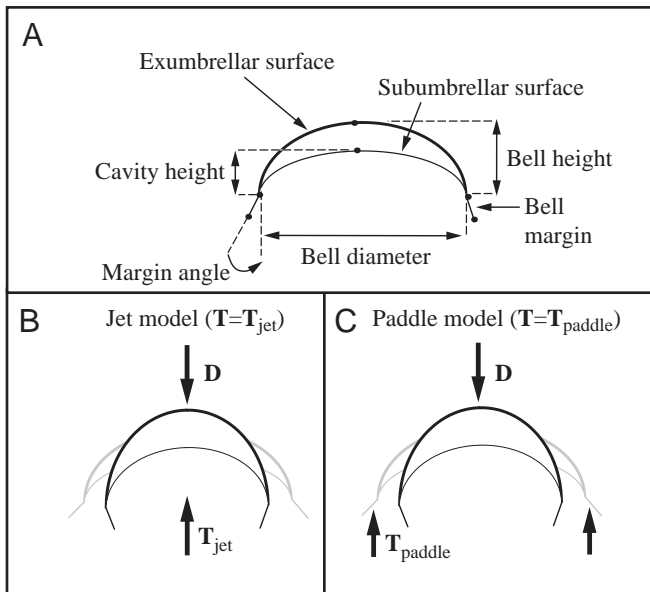 A
Exumbrellar surface
Subumbrellar surface
Cavity height
Bell height
Bell
margin
Bell diameter
Margin angle
B
Jet model (T=Tjet)
D
Tjet
C
Paddle model (T=Tpaddle)
D
Tpaddle